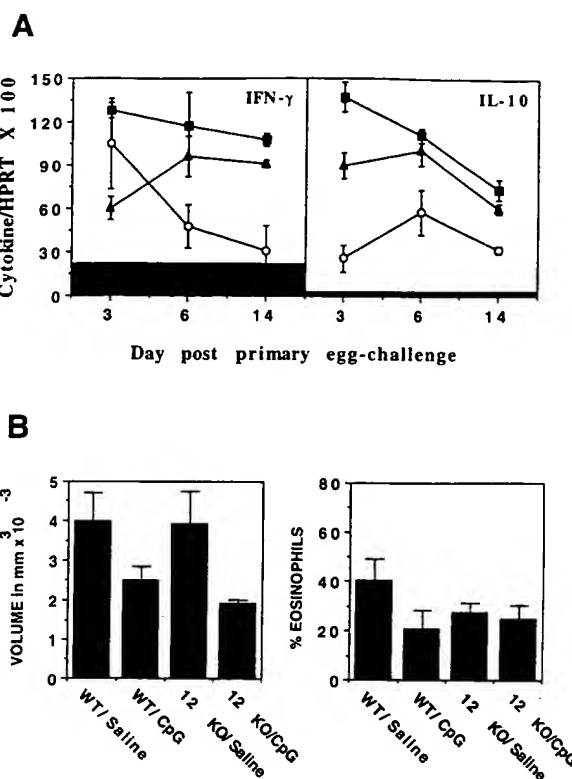 A
IFN-γ IL-10
Cytokine/HPRT X 100
150
120
90
60
30
0
3 6 14 3 6 14
Day post primary egg-challenge
B
VOLUME in mm³ x 10⁻³
5
4
3
2
1
0
WT/ Saline
WT/ CpG
12 KO/ Saline
12 KO/CpG
% EOSINOPHILS
80
60
40
20
0
WT/ Saline
WT/ CpG
12 KO/ Saline
12 KO/CpG